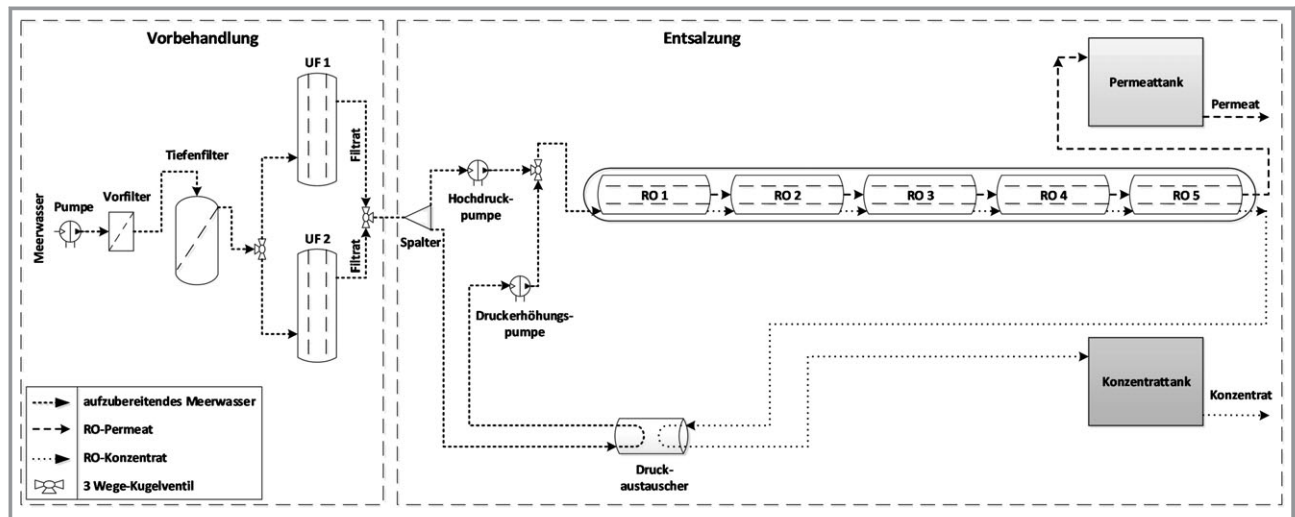 Vorbehandlung
Entsalzung
UF 1
Permeattank
Permeat
Filtrat
Tiefenfilter
Vorfilter
Pumpe
Meerwasser
Hochdruck-
pumpe
RO 1
RO 2
RO 3
RO 4
RO 5
Spalter
UF 2
Filtrat
Druckerhöhungs-
pumpe
Konzentrattank
Konzentrat
aufzubereitendes Meerwasser
RO-Permeat
RO-Konzentrat
3 Wege-Kugelventil
Druck-
austauscher